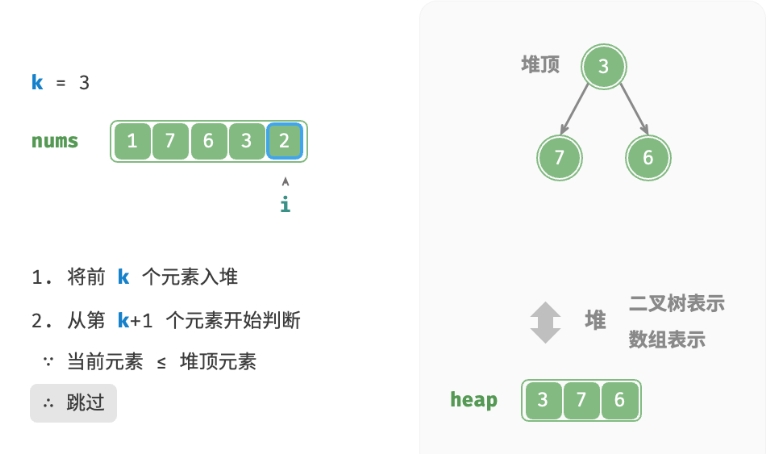 k = 3
nums 1 7 6 3 2
i
1. 将前 k 个元素入堆
2. 从第 k+1 个元素开始判断
∵ 当前元素 ≤ 堆顶元素
∴ 跳过
堆顶 3
7 6
堆 二叉树表示
数组表示
heap 3 7 6